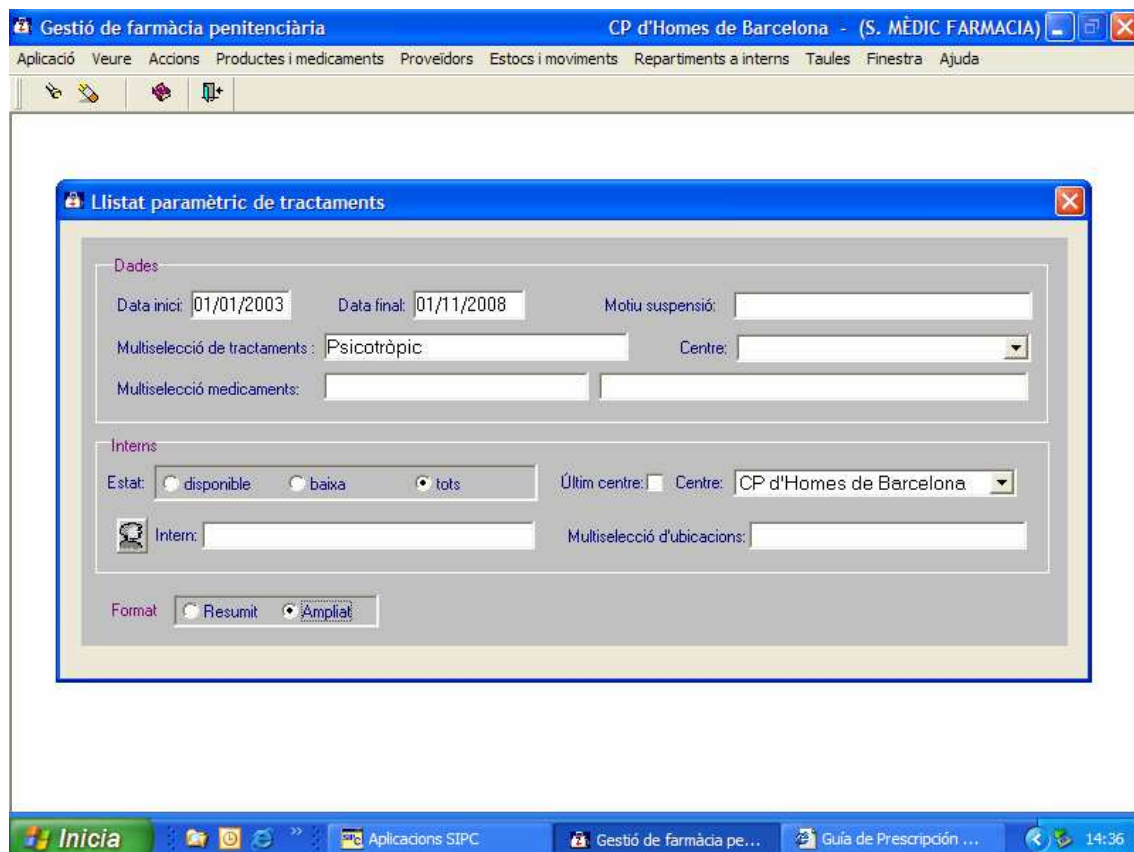 Gestió de farmàcia penitenciària CP d'Homes de Barcelona - (S. MÈDIC FARMACIA)
Aplicació Veure Accions Productes i medicaments Proveïdors Estocs i moviments Repartiments a interns Taules Finestra Ajuda
Llistat paramètric de tractaments
Dades
Data inici: 01/01/2003 Data final: 01/11/2008 Motiu suspensió:
Multiselecció de tractaments : Psicotròpic Centre:
Multiselecció medicaments:
Interns
Estat: disponible baixa tots Últim centre: Centre: CP d'Homes de Barcelona
Intern: Multiselecció d'ubicacions:
Format Resumit Ampliat
Inicia » Aplicacions SIPC Gestió de farmàcia pe... Guía de Prescripción ... 14:36